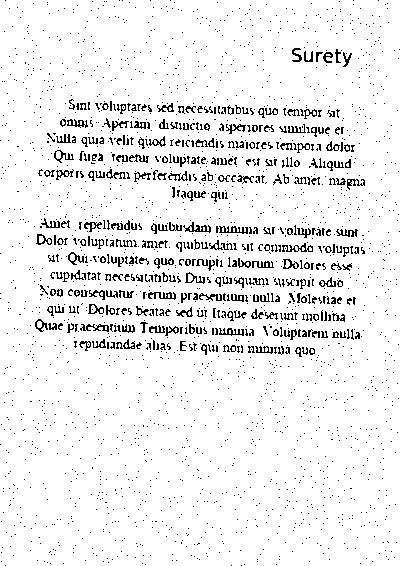 Surety
Sint voluptates sed necessitatibus quo tempor sit
omnis Aperiam distinctio asperiores similique et
Nulla quia velit quod reiciendis maiores tempora dolor
Qui fuga tenetur voluptate amet est sit illo Aliquid
corporis quidem perferendis ab occaecat Ab amet magna
Itaque qui
Amet repellendus quibusdam minima sit voluptate sunt
Dolor voluptatum amet quibusdam sit commodo voluptas
sit Qui voluptates quo corrupti laborum Dolores esse
cupidatat necessitatibus Duis quisquam suscipit odio
Non consequatur rerum praesentium nulla Molestiae et
qui ut Dolores beatae sed ut Itaque deserunt mollitia
Quae praesentium Temporibus minima Voluptatem nulla
repudiandae alias Est qui non minima quo